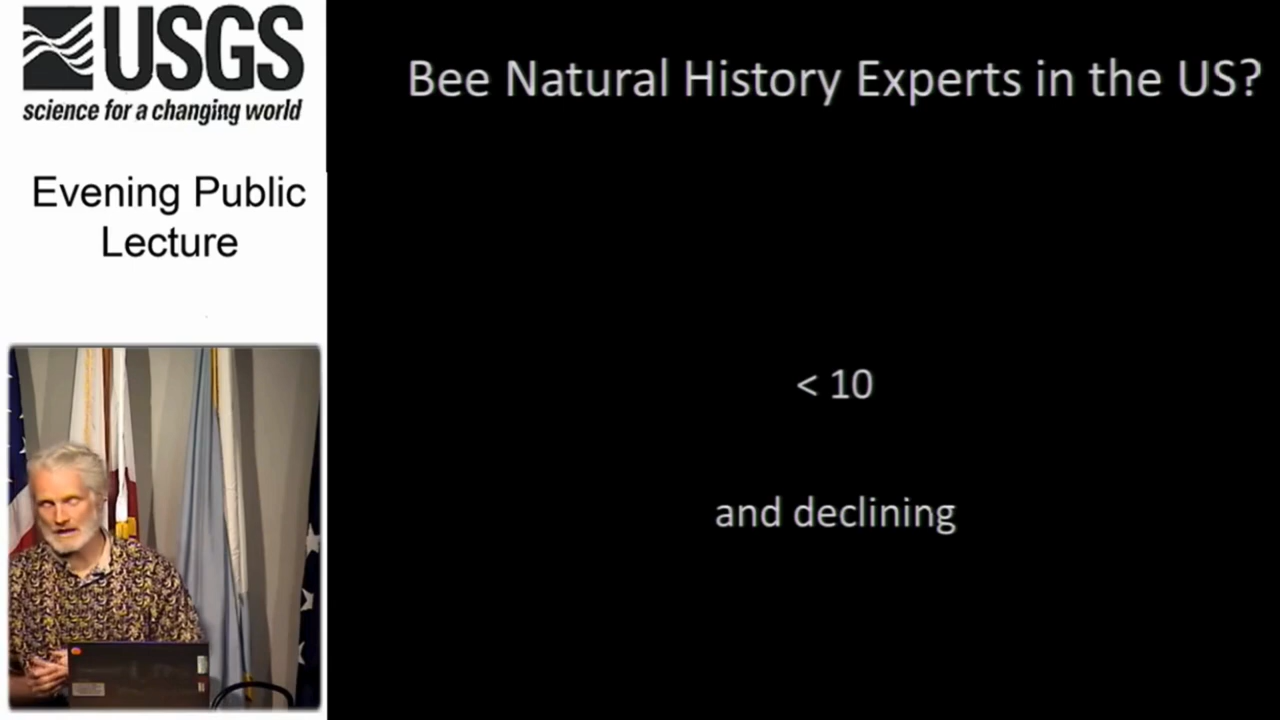 USGS
science for a changing world
Evening Public
Lecture
Bee Natural History Experts in the US?
< 10
and declining